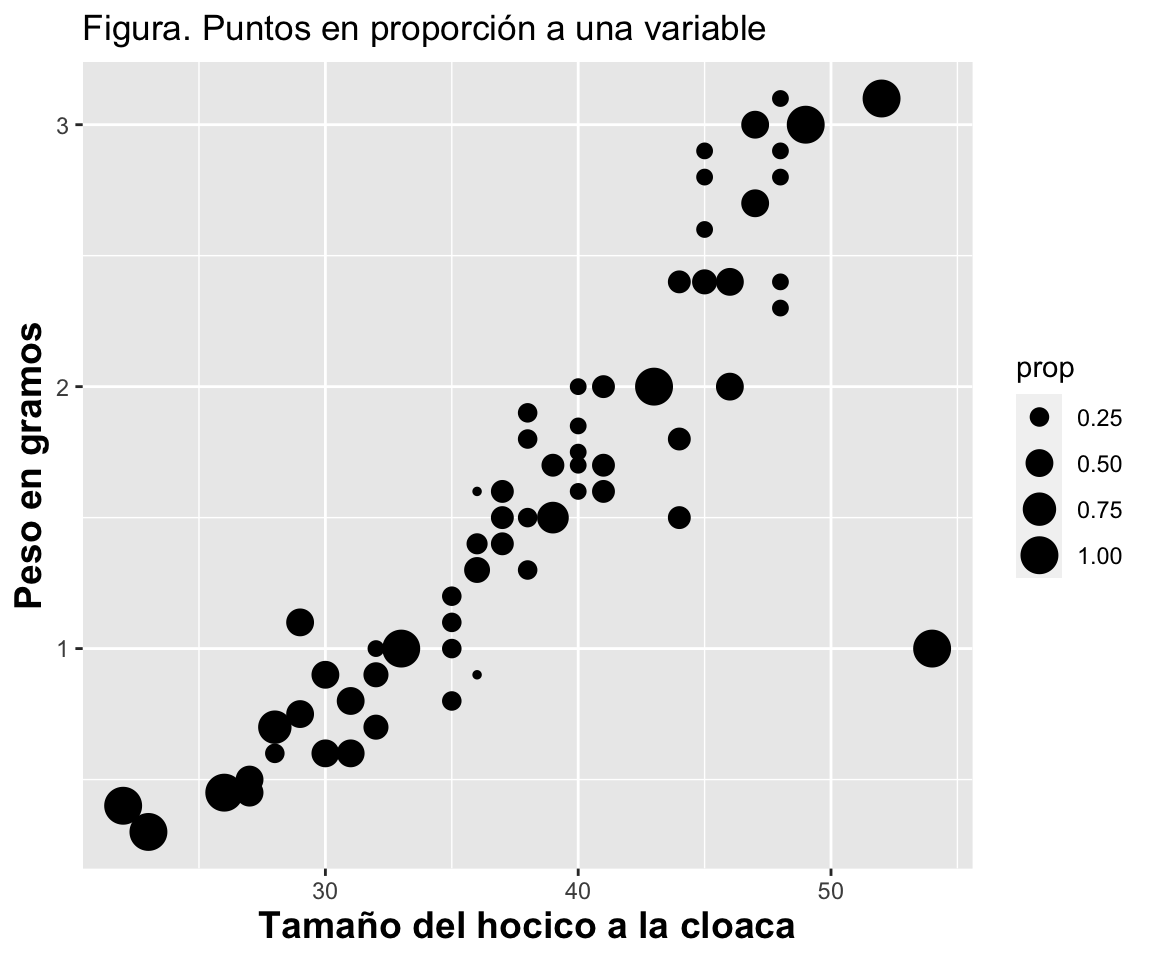 Figura. Puntos en proporción a una variable
3
2
1
Peso en gramos
30 40 50
Tamaño del hocico a la cloaca
prop
0.25
0.50
0.75
1.00